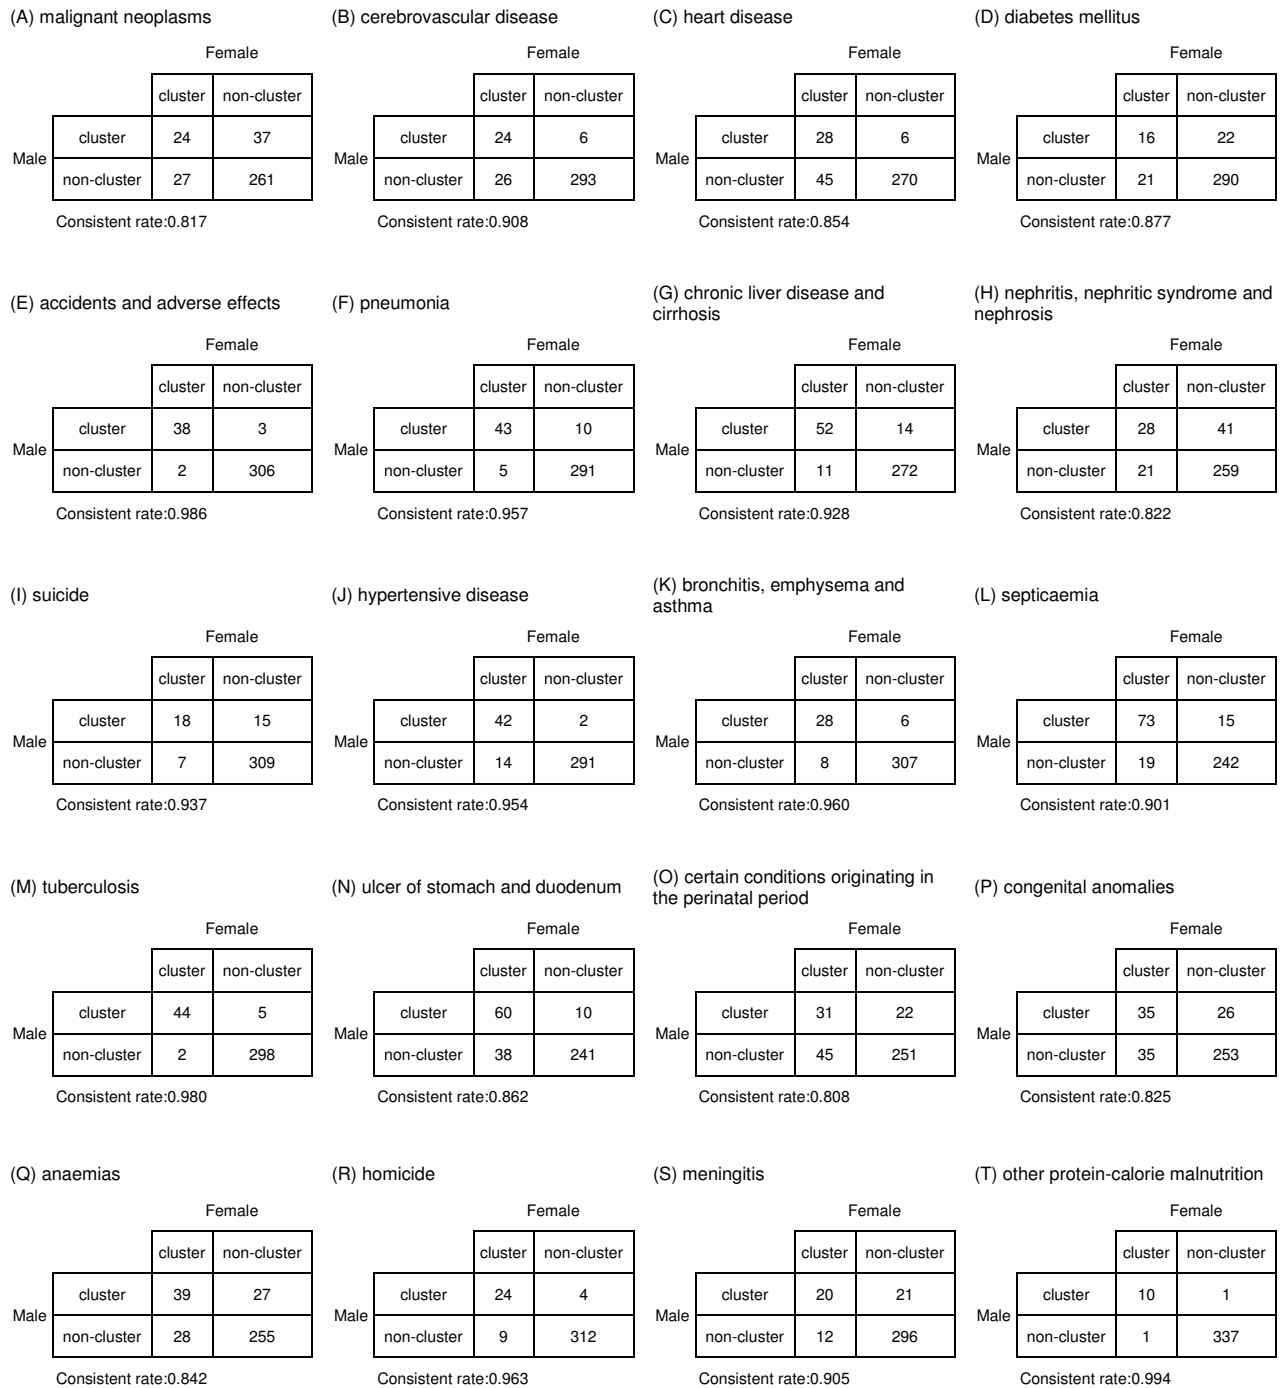 (A) malignant neoplasms
Female
cluster non-cluster
Male
cluster 24 37
non-cluster 27 261
Consistent rate:0.817
(B) cerebrovascular disease
Female
cluster non-cluster
Male
cluster 24 6
non-cluster 26 293
Consistent rate:0.908
(C) heart disease
Female
cluster non-cluster
Male
cluster 28 6
non-cluster 45 270
Consistent rate:0.854
(D) diabetes mellitus
Female
cluster non-cluster
Male
cluster 16 22
non-cluster 21 290
Consistent rate:0.877
(E) accidents and adverse effects
Female
cluster non-cluster
Male
cluster 38 3
non-cluster 2 306
Consistent rate:0.986
(F) pneumonia
Female
cluster non-cluster
Male
cluster 43 10
non-cluster 5 291
Consistent rate:0.957
(G) chronic liver disease and
cirrhosis
Female
cluster non-cluster
Male
cluster 52 14
non-cluster 11 272
Consistent rate:0.928
(H) nephritis, nephritic syndrome and
nephrosis
Female
cluster non-cluster
Male
cluster 28 41
non-cluster 21 259
Consistent rate:0.822
(I) suicide
Female
cluster non-cluster
Male
cluster 18 15
non-cluster 7 309
Consistent rate:0.937
(J) hypertensive disease
Female
cluster non-cluster
Male
cluster 42 2
non-cluster 14 291
Consistent rate:0.954
(K) bronchitis, emphysema and
asthma
Female
cluster non-cluster
Male
cluster 28 6
non-cluster 8 307
Consistent rate:0.960
(L) septicaemia
Female
cluster non-cluster
Male
cluster 73 15
non-cluster 19 242
Consistent rate:0.901
(M) tuberculosis
Female
cluster non-cluster
Male
cluster 44 5
non-cluster 2 298
Consistent rate:0.980
(N) ulcer of stomach and duodenum
Female
cluster non-cluster
Male
cluster 60 10
non-cluster 38 241
Consistent rate:0.862
(O) certain conditions originating in
the perinatal period
Female
cluster non-cluster
Male
cluster 31 22
non-cluster 45 251
Consistent rate:0.808
(P) congenital anomalies
Female
cluster non-cluster
Male
cluster 35 26
non-cluster 35 253
Consistent rate:0.825
(Q) anaemias
Female
cluster non-cluster
Male
cluster 39 27
non-cluster 28 255
Consistent rate:0.842
(R) homicide
Female
cluster non-cluster
Male
cluster 24 4
non-cluster 9 312
Consistent rate:0.963
(S) meningitis
Female
cluster non-cluster
Male
cluster 20 21
non-cluster 12 296
Consistent rate:0.905
(T) other protein-calorie malnutrition
Female
cluster non-cluster
Male
cluster 10 1
non-cluster 1 337
Consistent rate:0.994